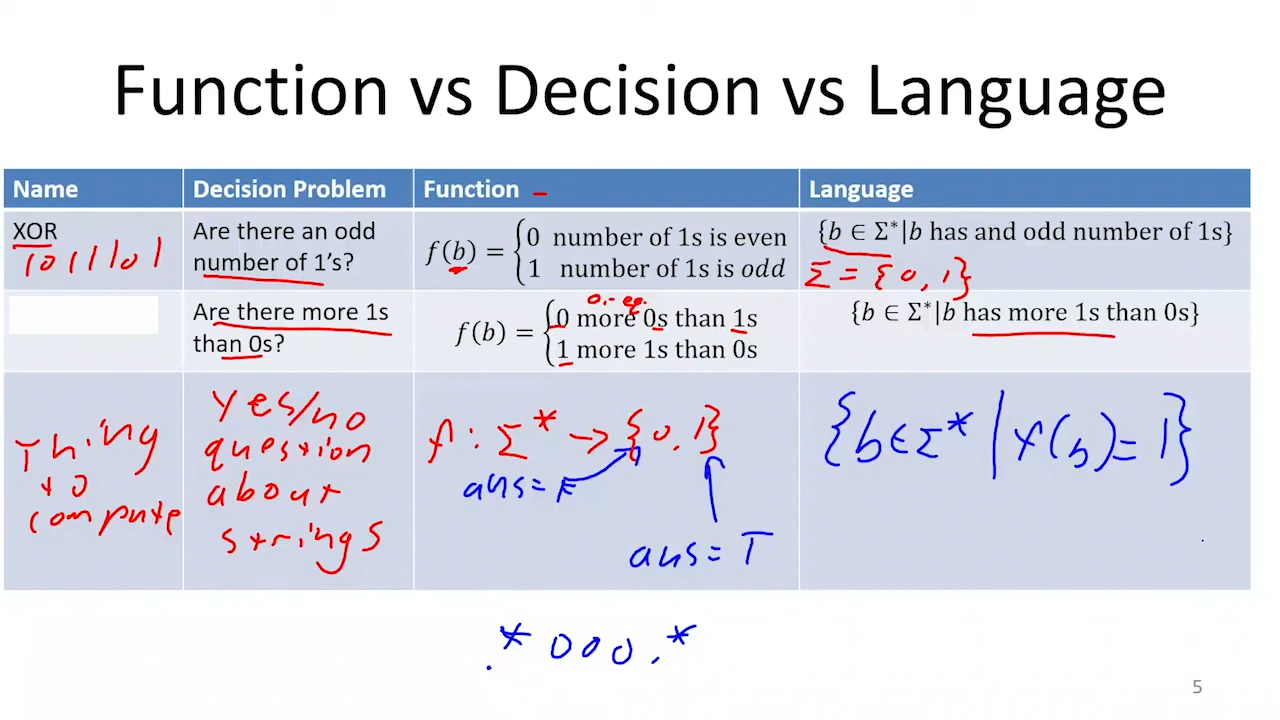 Function vs Decision vs Language
Name
Decision Problem
Function –
Language
XOR
101101
Are there an odd
number of 1's?
f(b) = { 0 number of 1s is even
1 number of 1s is odd
{b ∈ Σ*|b has and odd number of 1s}
Σ = {0, 1}
Are there more 1s
than 0s?
0.- eq.
f(b) = { 0 more 0s than 1s
1 more 1s than 0s
{b ∈ Σ*|b has more 1s than 0s}
Thing
to
compute
Yes/no
question
about
strings
f: Σ* → {0, 1}
ans = F
ans = T
{b ∈ Σ* | f(b) = 1}
.* 000 .*
5